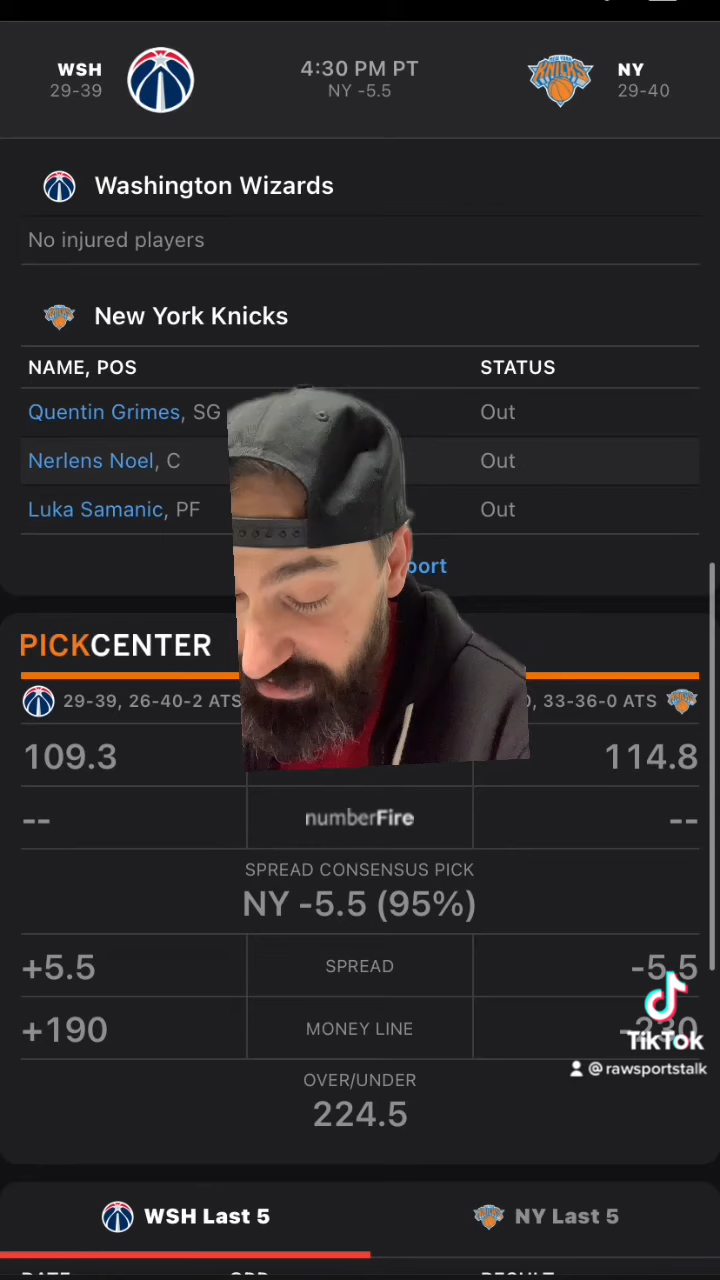 WSH
29-39
4:30 PM PT
NY -5.5
KNICKS
NY
29-40
Washington Wizards
No injured players
New York Knicks
NAME, POS STATUS
Quentin Grimes, SG Out
Nerlens Noel, C Out
Luka Samanic, PF Out
port
PICKCENTER
29-39, 26-40-2 ATS , 33-36-0 ATS
109.3 114.8
-- numberFire --
SPREAD CONSENSUS PICK
NY -5.5 (95%)
+5.5 SPREAD -5.5
+190 MONEY LINE -230
TikTok
@rawsportstalk
OVER/UNDER
224.5
WSH Last 5 NY Last 5